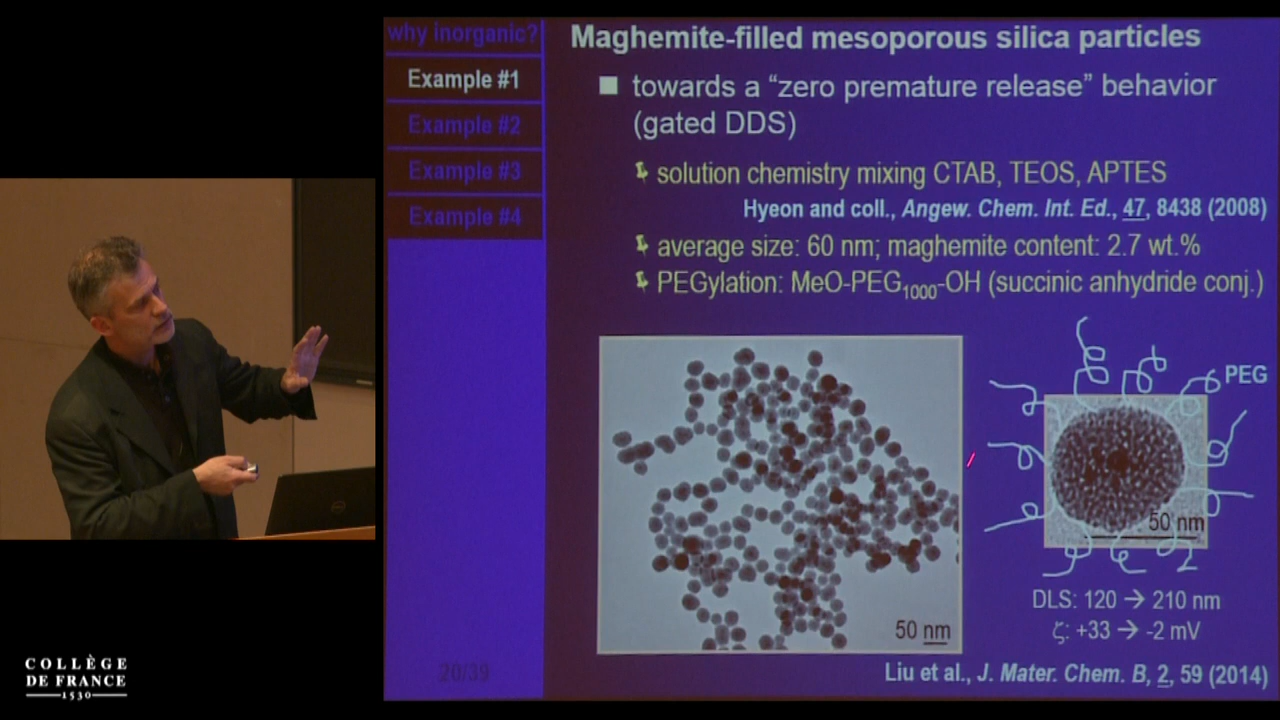 why inorganic?
Example #1
Example #2
Example #3
Example #4
Maghemite-filled mesoporous silica particles
towards a “zero premature release” behavior
(gated DDS)
solution chemistry mixing CTAB, TEOS, APTES
Hyeon and coll., Angew. Chem. Int. Ed., 47, 8438 (2008)
average size: 60 nm; maghemite content: 2.7 wt.%
PEGylation: MeO-PEG1000-OH (succinic anhydride conj.)
PEG
50 nm
50 nm
DLS: 120 → 210 nm
ζ: +33 → -2 mV
20/39
Liu et al., J. Mater. Chem. B, 2, 59 (2014)
COLLÈGE
DE FRANCE
1530